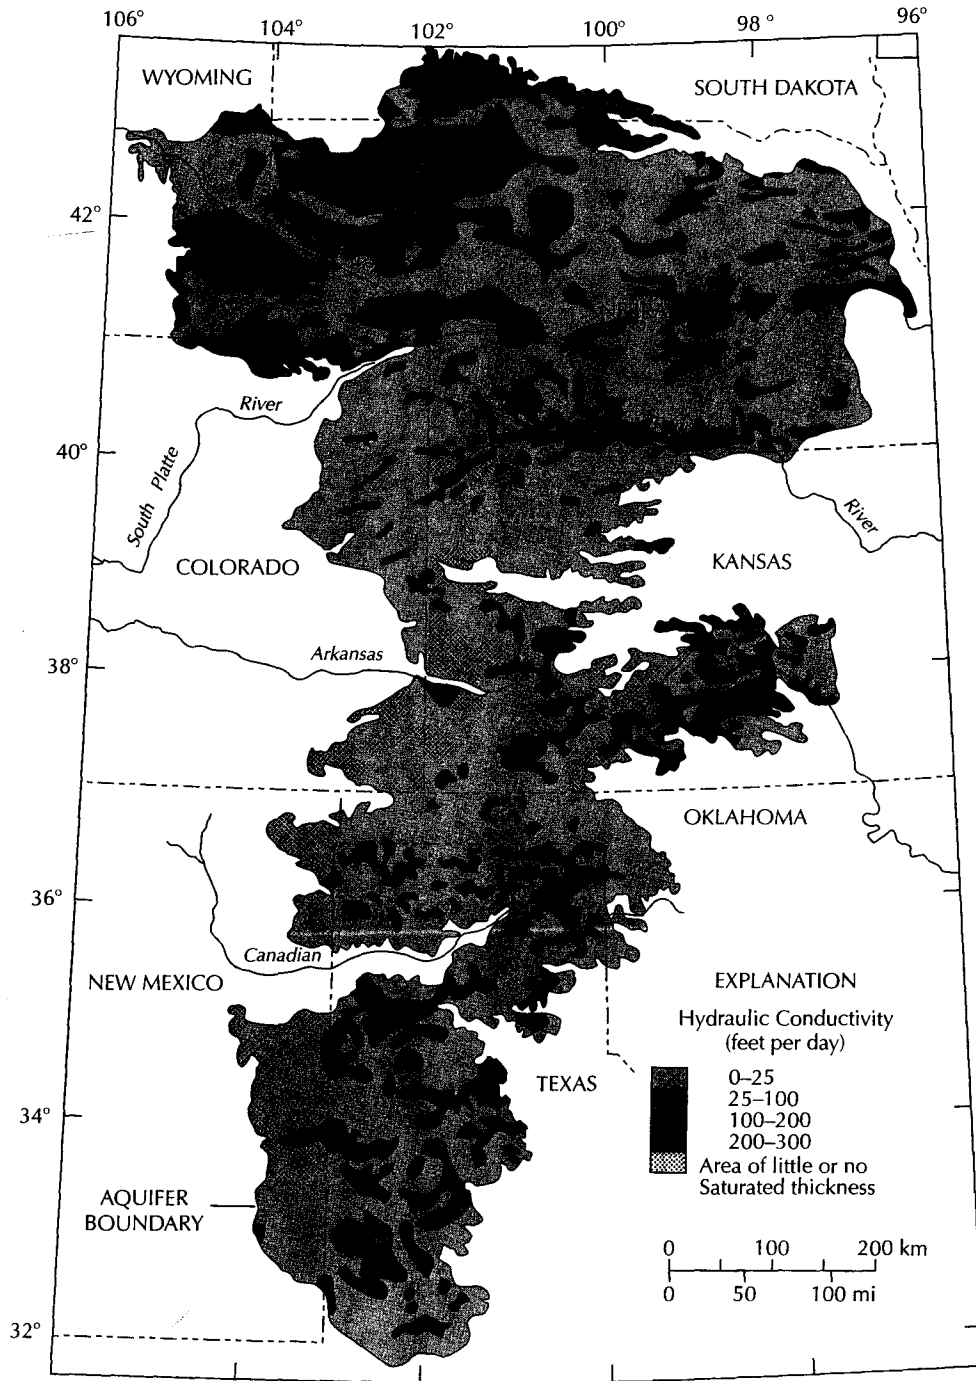 106°
104°
102°
100°
98°
96°
WYOMING
SOUTH DAKOTA
42°
River
40°
South Platte
River
COLORADO
KANSAS
Arkansas
38°
OKLAHOMA
36°
Canadian
NEW MEXICO
EXPLANATION
Hydraulic Conductivity
(feet per day)
TEXAS
0–25
25–100
100–200
200–300
Area of little or no
Saturated thickness
34°
AQUIFER
BOUNDARY
0 100 200 km
0 50 100 mi
32°